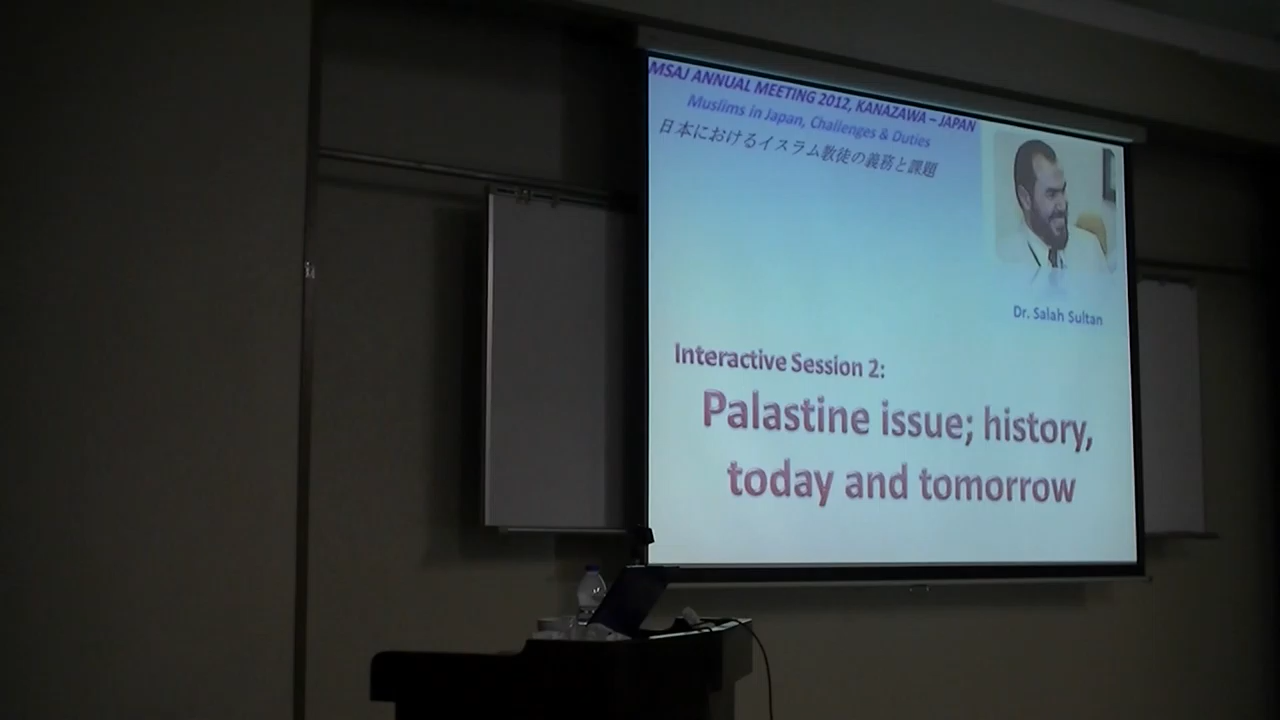 MSAJ ANNUAL MEETING 2012, KANAZAWA – JAPAN
Muslims in Japan, Challenges & Duties
日本におけるイスラム教徒の義務と課題
Dr. Salah Sultan
Interactive Session 2:
Palastine issue; history,
today and tomorrow